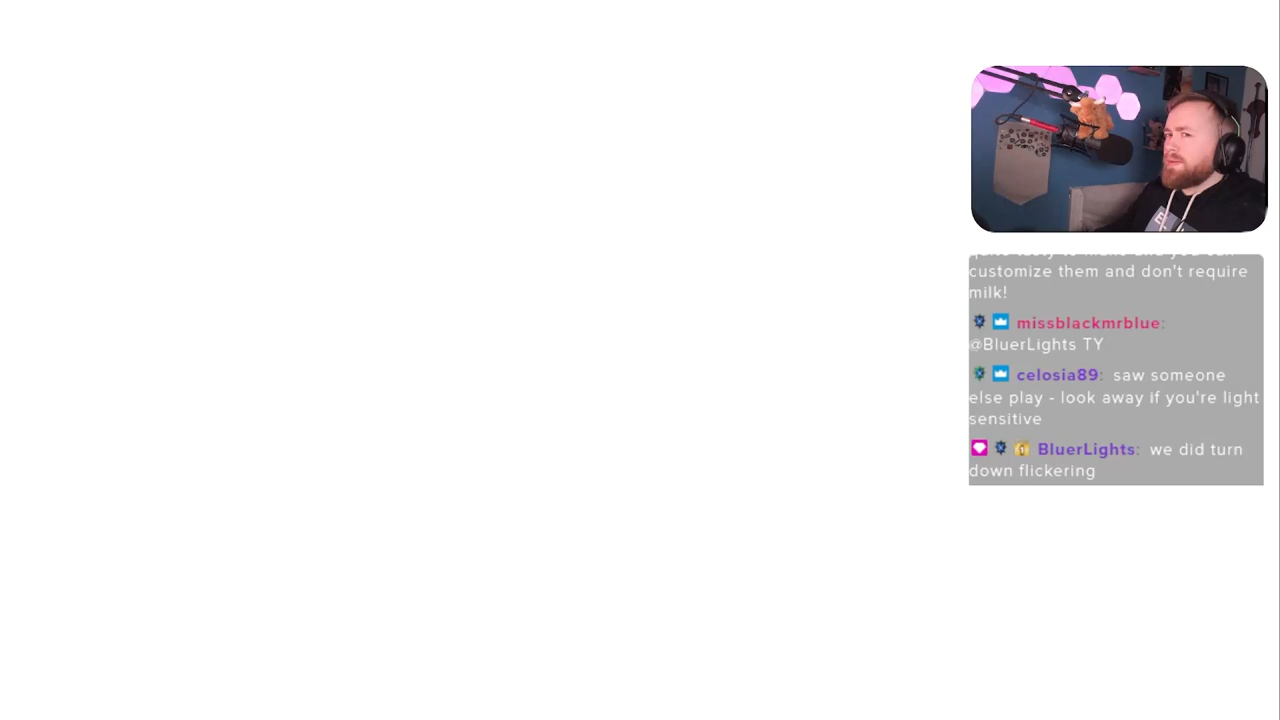 customize them and don't require
milk!
missblackmrblue:
@BluerLights TY
celosia89: saw someone
else play - look away if you're light
sensitive
BluerLights: we did turn
down flickering